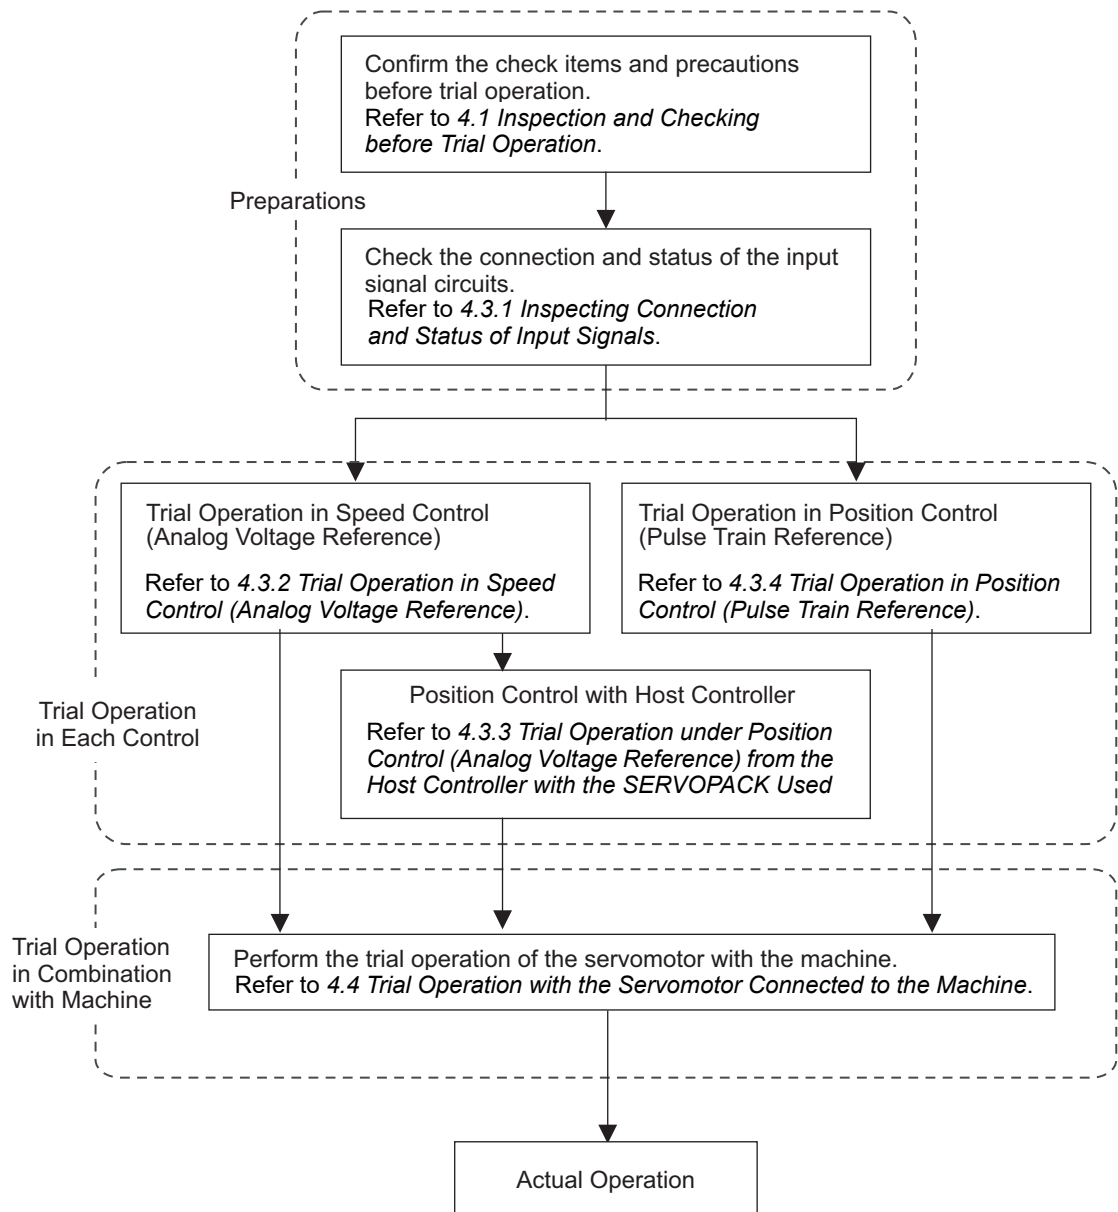 Confirm the check items and precautions
before trial operation.
Refer to 4.1 Inspection and Checking
before Trial Operation.
Preparations
Check the connection and status of the input
signal circuits.
Refer to 4.3.1 Inspecting Connection
and Status of Input Signals.
Trial Operation in Speed Control
(Analog Voltage Reference)
Refer to 4.3.2 Trial Operation in Speed
Control (Analog Voltage Reference).
Trial Operation in Position Control
(Pulse Train Reference)
Refer to 4.3.4 Trial Operation in Position
Control (Pulse Train Reference).
Trial Operation
in Each Control
Position Control with Host Controller
Refer to 4.3.3 Trial Operation under Position
Control (Analog Voltage Reference) from the
Host Controller with the SERVOPACK Used
Trial Operation
in Combination
with Machine
Perform the trial operation of the servomotor with the machine.
Refer to 4.4 Trial Operation with the Servomotor Connected to the Machine.
Actual Operation